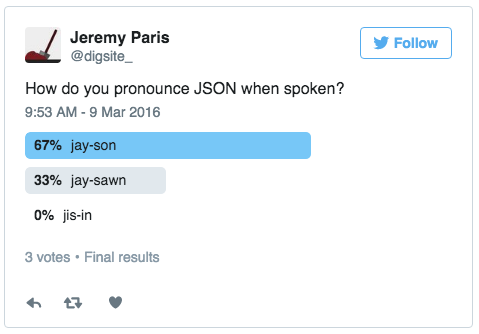 Jeremy Paris
@digsite_
Follow
How do you pronounce JSON when spoken?
9:53 AM - 9 Mar 2016
67% jay-son
33% jay-sawn
0% jis-in
3 votes • Final results